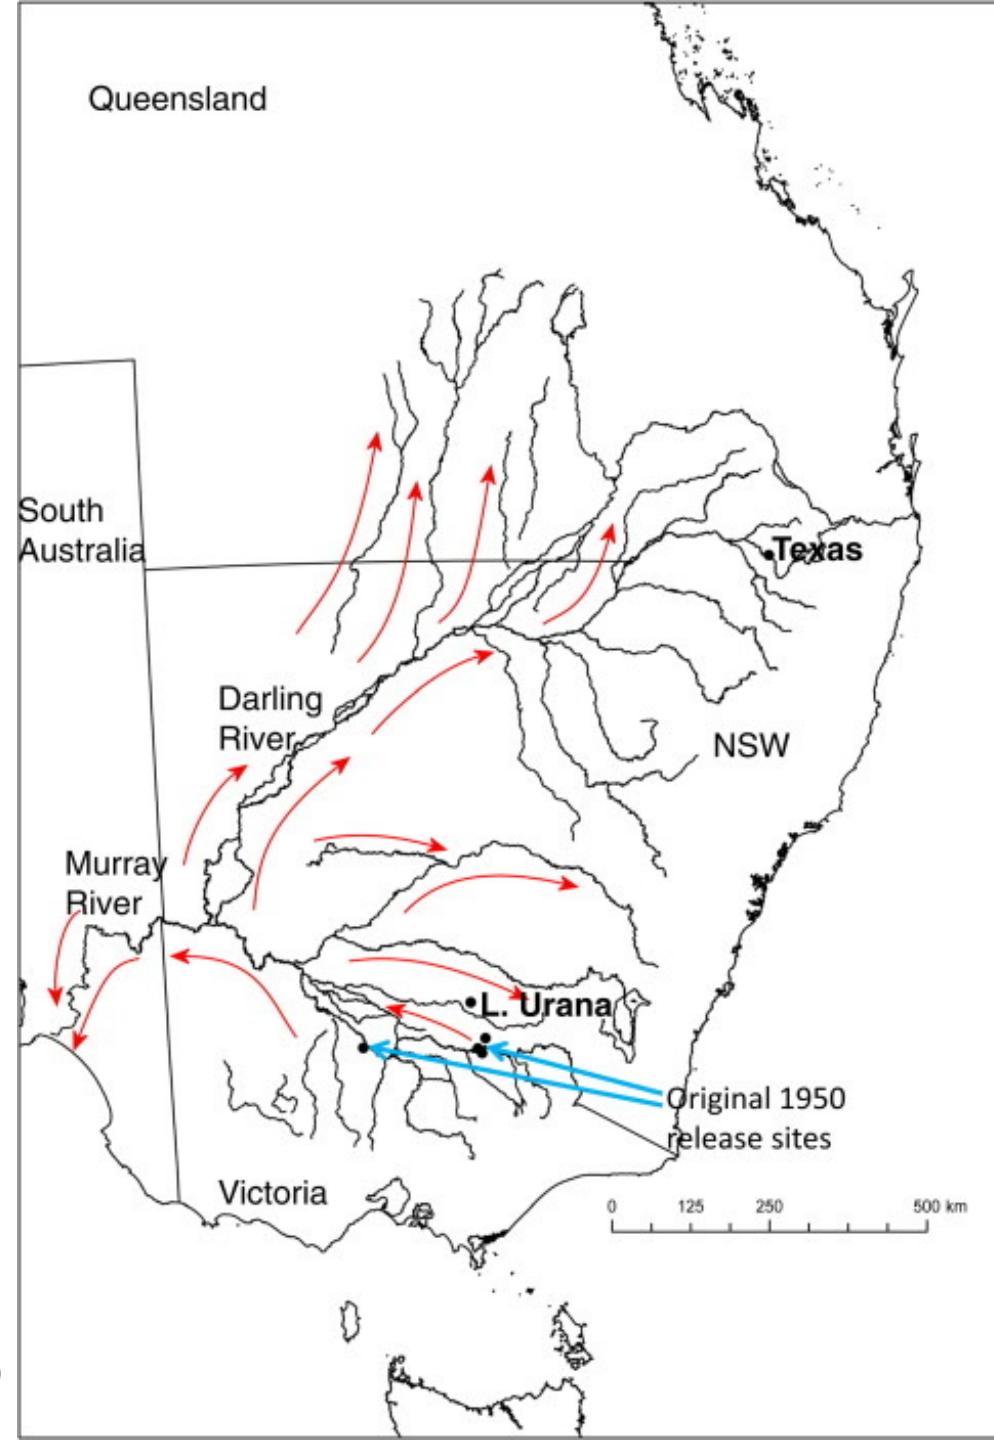 Queensland
South
Australia
Texas
Darling
River
NSW
Murray
River
L. Urana
Original 1950
release sites
Victoria
0 125 250 500 km